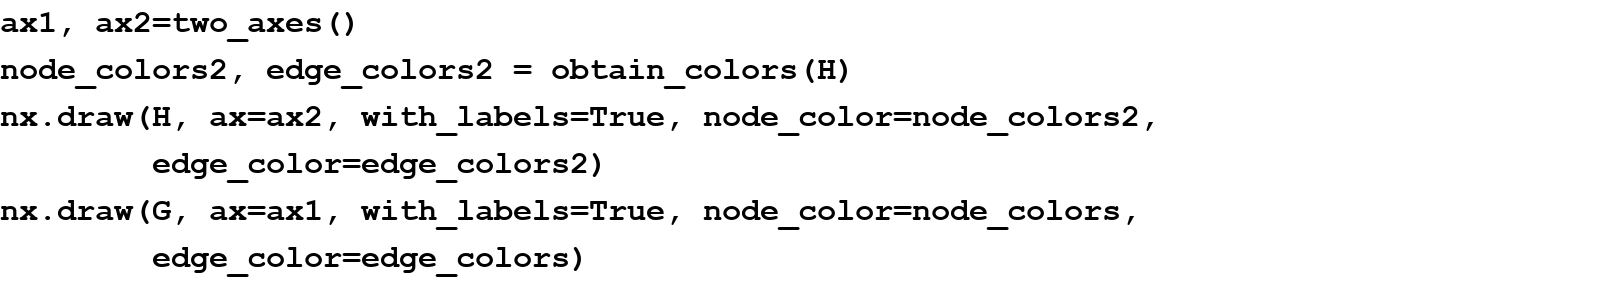 ax1, ax2=two_axes()
node_colors2, edge_colors2 = obtain_colors(H)
nx.draw(H, ax=ax2, with_labels=True, node_color=node_colors2,
        edge_color=edge_colors2)
nx.draw(G, ax=ax1, with_labels=True, node_color=node_colors,
        edge_color=edge_colors)